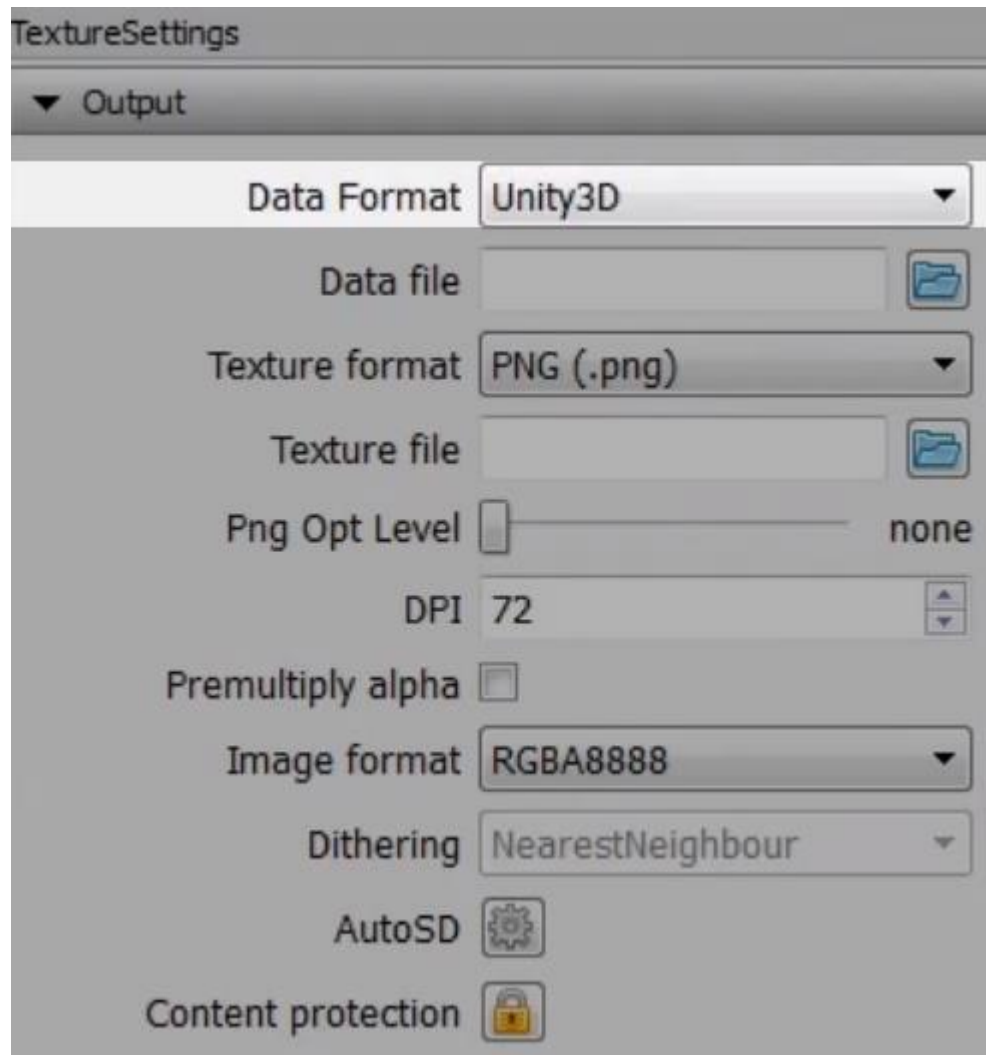 TextureSettings
Output
Data Format Unity3D
Data file
Texture format PNG (.png)
Texture file
Png Opt Level none
DPI 72
Premultiply alpha
Image format RGBA8888
Dithering NearestNeighbour
AutoSD
Content protection